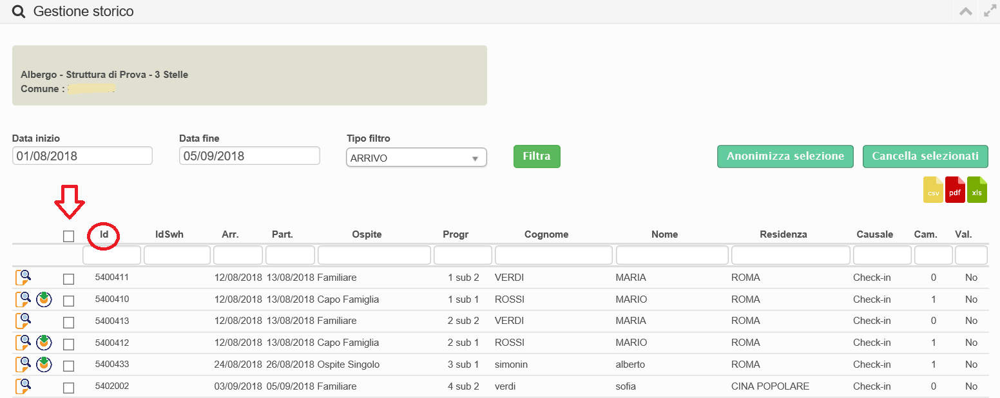 Gestione storico
Albergo - Struttura di Prova - 3 Stelle
Comune :
Data inizio Data fine Tipo filtro
01/08/2018 05/09/2018 ARRIVO Filtra Anonimizza selezione Cancella selezionati
csv pdf xls
Id IdSwh Arr. Part. Ospite Progr Cognome Nome Residenza Causale Cam. Val.
5400411 12/08/2018 13/08/2018 Familiare 1 sub 2 VERDI MARIA ROMA Check-in 0 No
5400410 12/08/2018 13/08/2018 Capo Famiglia 1 sub 1 ROSSI MARIO ROMA Check-in 1 No
5400413 12/08/2018 13/08/2018 Familiare 2 sub 2 VERDI MARIA ROMA Check-in 0 No
5400412 12/08/2018 13/08/2018 Capo Famiglia 2 sub 1 ROSSI MARIO ROMA Check-in 1 No
5400433 24/08/2018 26/08/2018 Ospite Singolo 3 sub 1 simonin alberto ROMA Check-in 1 No
5402002 03/09/2018 05/09/2018 Familiare 4 sub 2 verdi sofia CINA POPOLARE Check-in 0 No